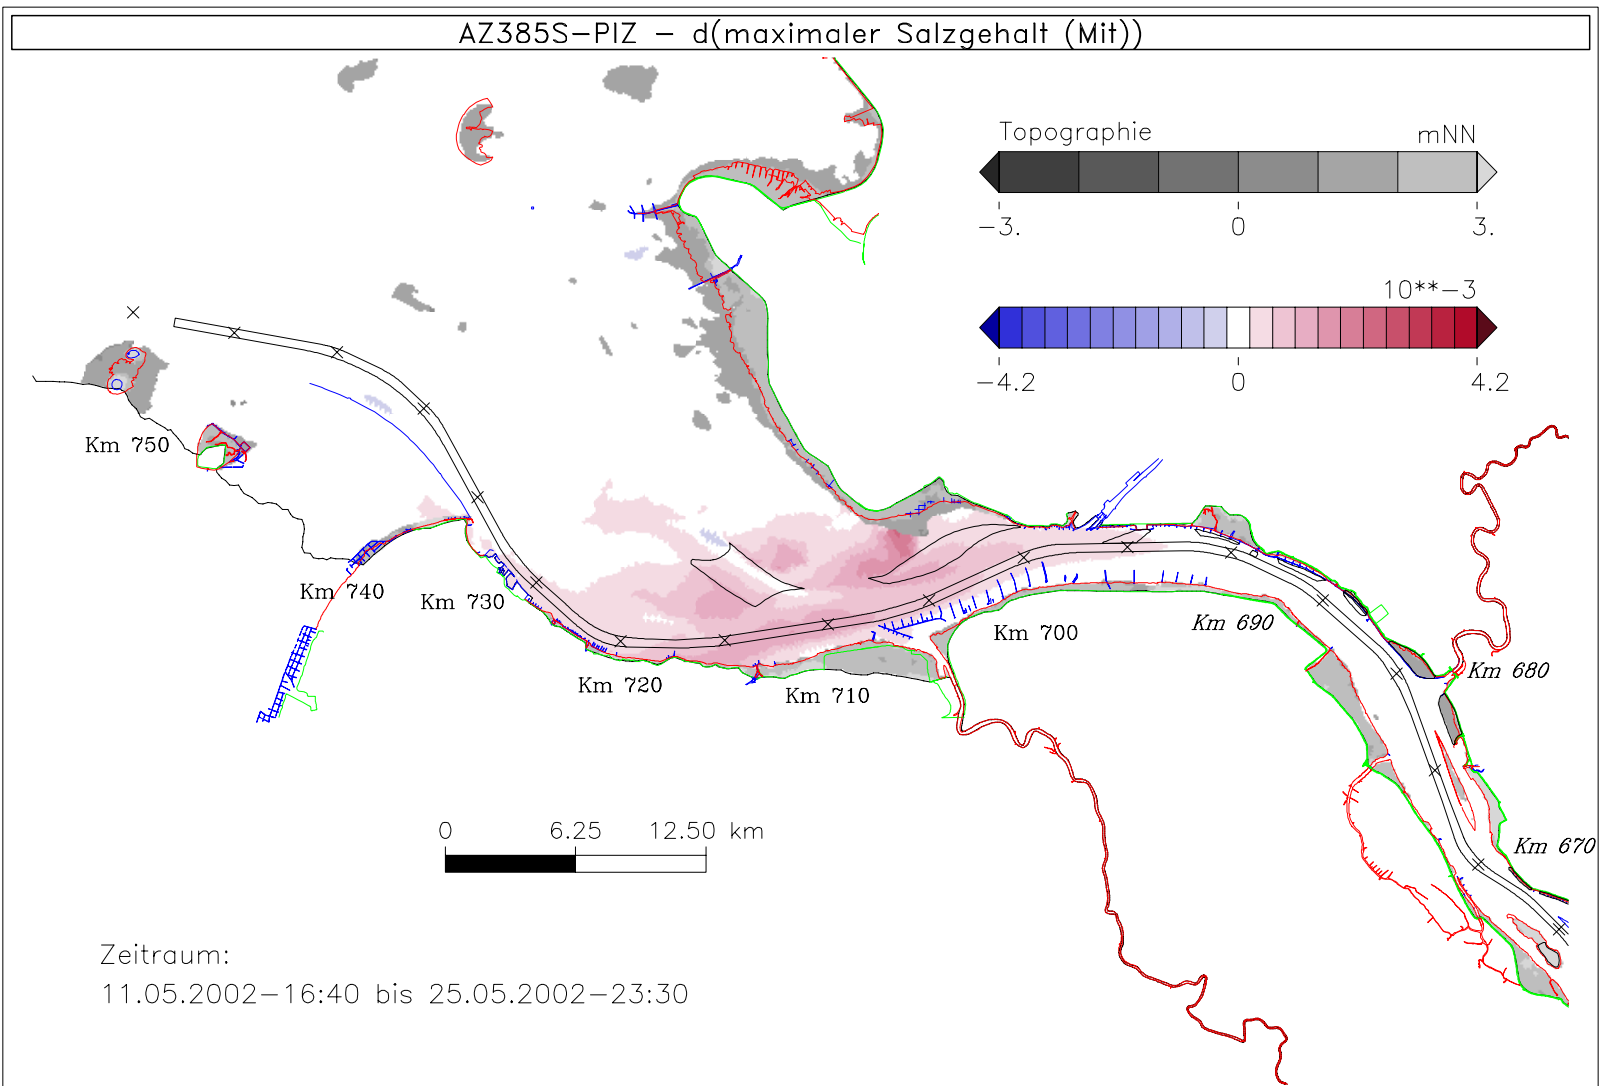 AZ385S-PIZ - d(maximaler Salzgehalt (Mit))
Topographie mNN
-3. 0 3.
10**-3
-4.2 0 4.2
Km 750
Km 740
Km 730
Km 720
Km 710
Km 700
Km 690
Km 680
Km 670
0 6.25 12.50 km
Zeitraum:
11.05.2002-16:40 bis 25.05.2002-23:30